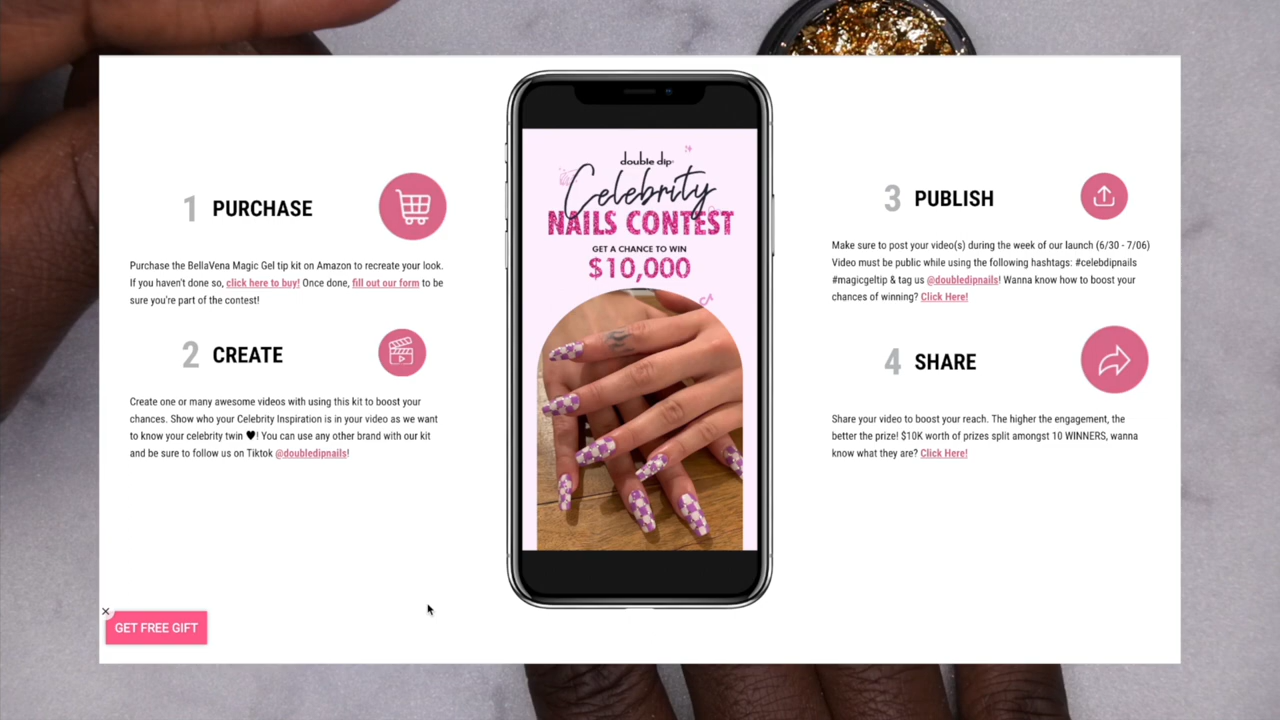 1 PURCHASE
Purchase the BellaVena Magic Gel tip kit on Amazon to recreate your look.
If you haven't done so, click here to buy! Once done, fill out our form to be
sure you're part of the contest!
2 CREATE
Create one or many awesome videos with using this kit to boost your
chances. Show who your Celebrity Inspiration is in your video as we want
to know your celebrity twin 🖤! You can use any other brand with our kit
and be sure to follow us on Tiktok @doubledipnails!
GET FREE GIFT
double dip
Celebrity
NAILS CONTEST
GET A CHANCE TO WIN
$10,000
3 PUBLISH
Make sure to post your video(s) during the week of our launch (6/30 - 7/06)
Video must be public while using the following hashtags: #celebdipnails
#magicgeltip & tag us @doubledipnails! Wanna know how to boost your
chances of winning? Click Here!
4 SHARE
Share your video to boost your reach. The higher the engagement, the
better the prize! $10K worth of prizes split amongst 10 WINNERS, wanna
know what they are? Click Here!